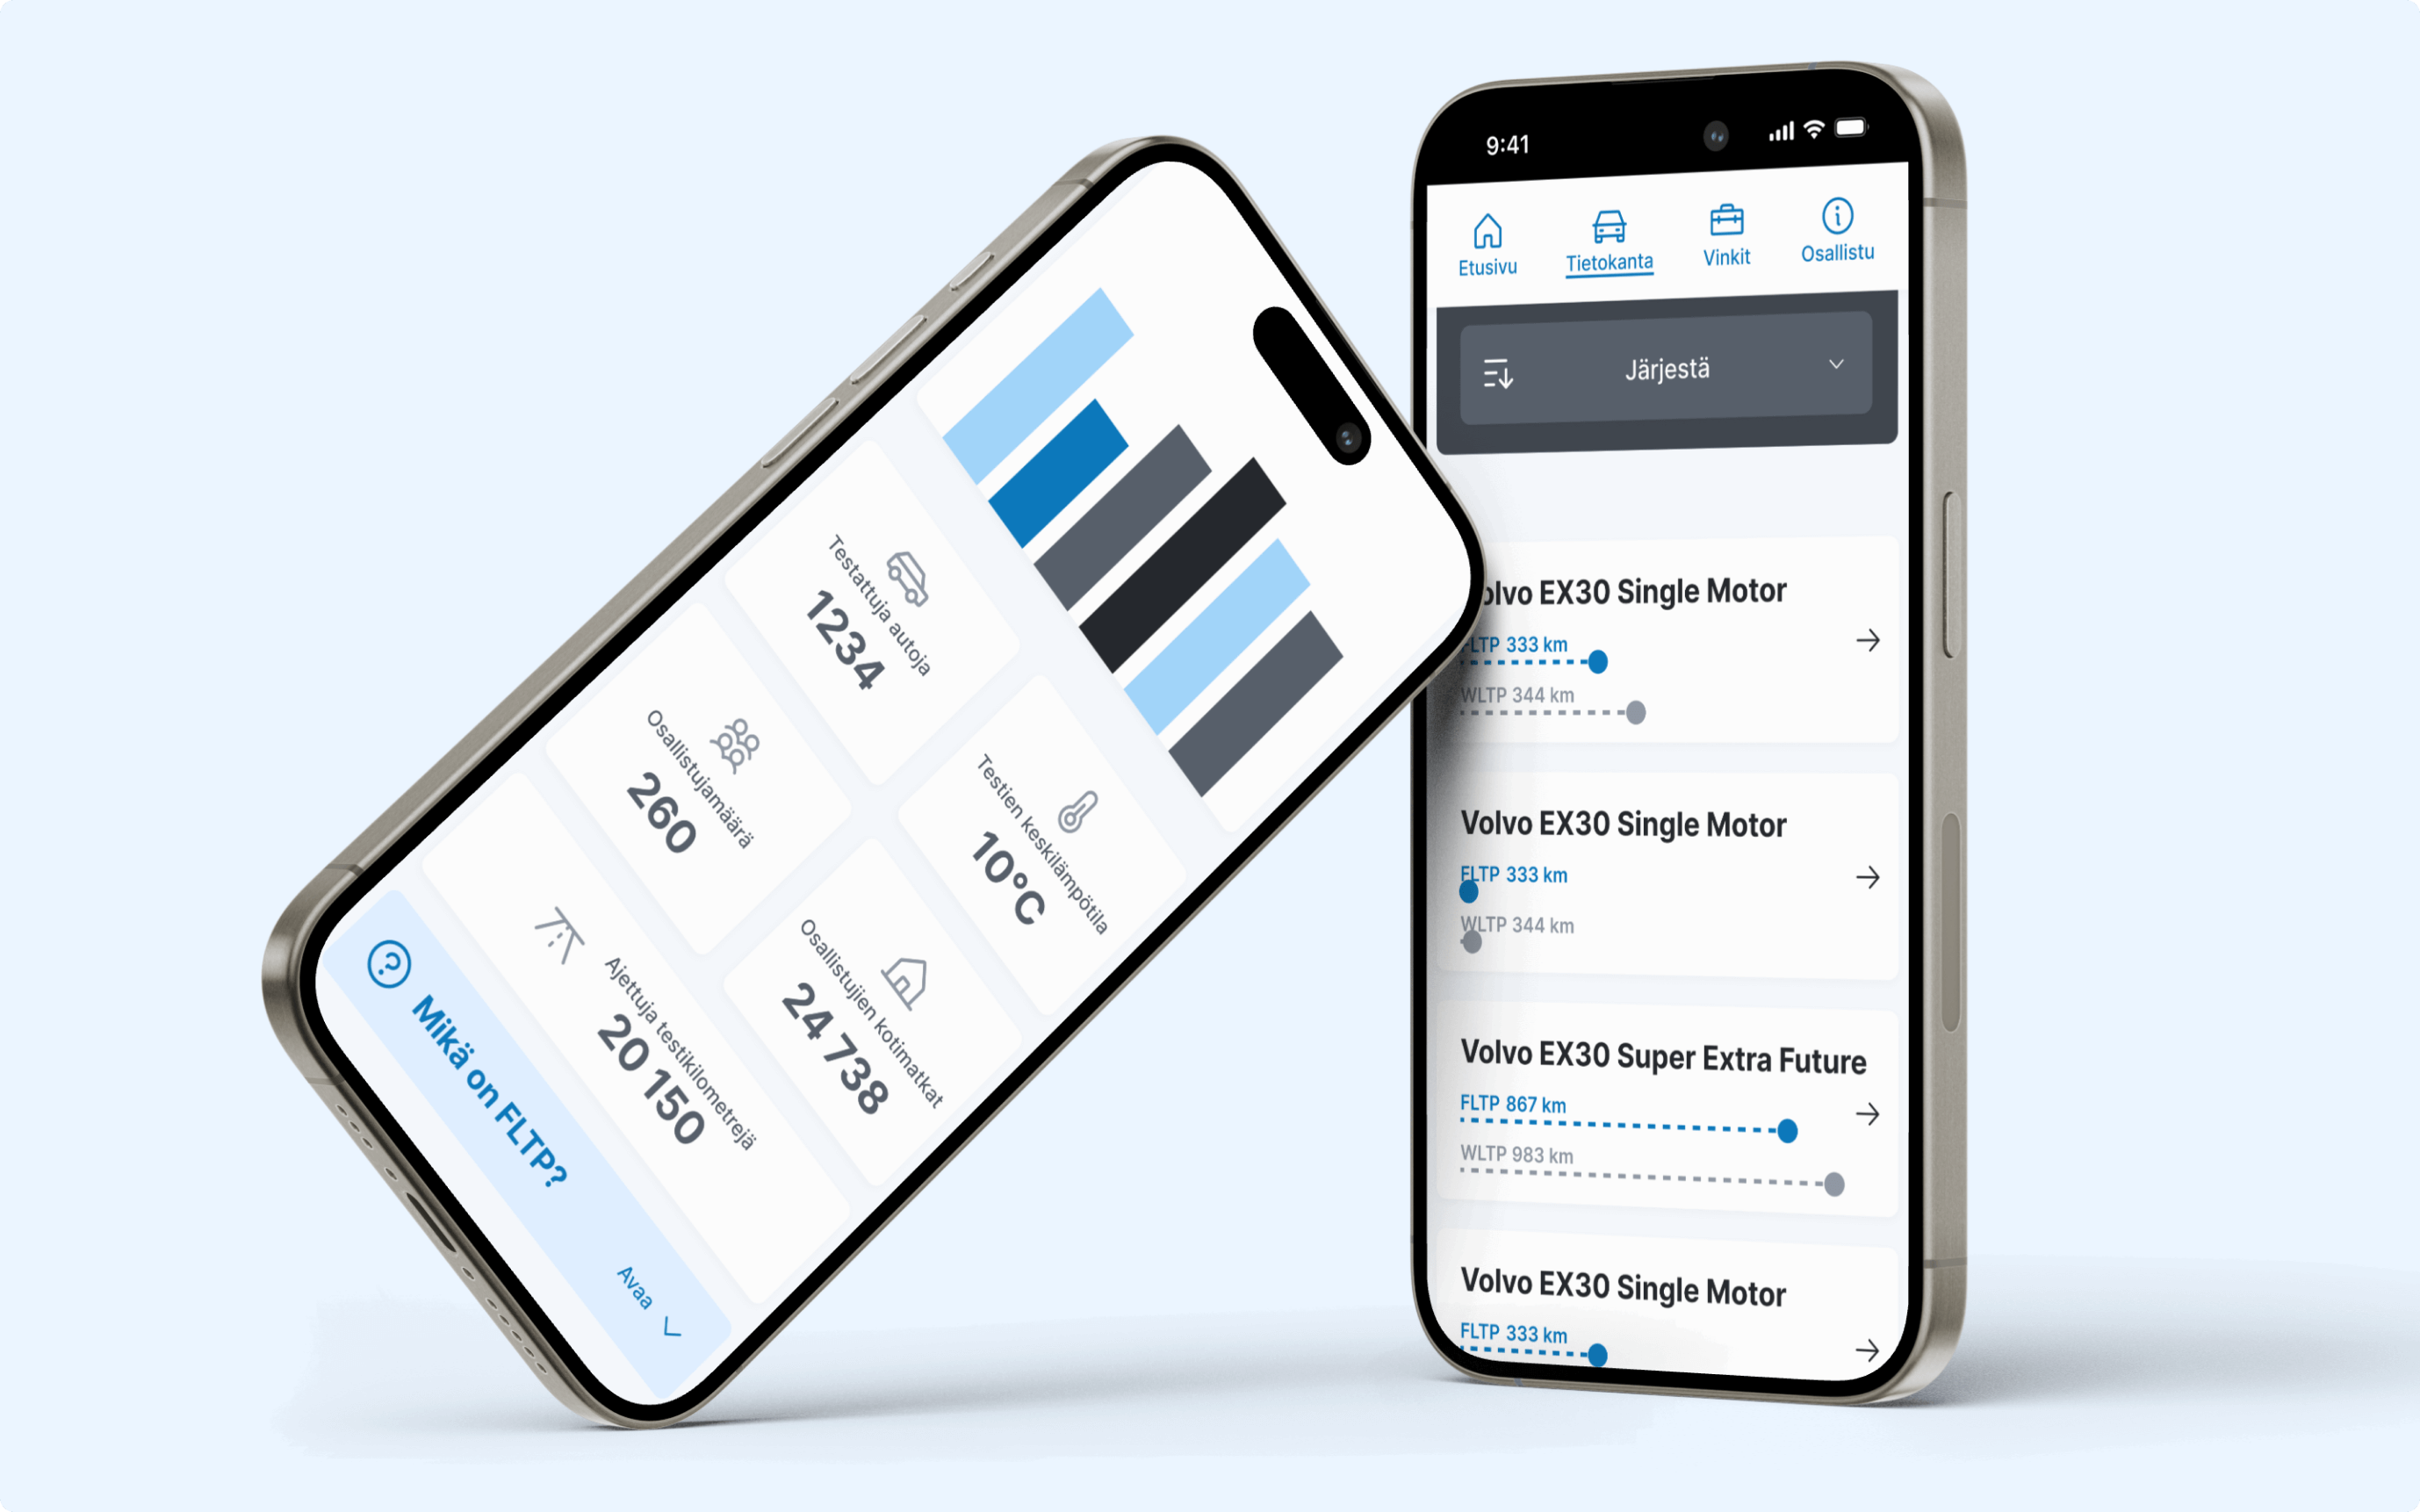 Testattuja autoja
1234
Testien keskilämpötila
10°C
Osallistujamäärä
260
Osallistujien kotimatkat
24 738
Ajettuja testikilometrejä
20 150
Mikä on FLTP?
Avaa
9:41
Etusivu
Tietokanta
Vinkit
Osallistu
Järjestä
olvo EX30 Single Motor
FLTP 333 km
WLTP 344 km
Volvo EX30 Single Motor
FLTP 333 km
WLTP 344 km
Volvo EX30 Super Extra Future
FLTP 867 km
WLTP 983 km
Volvo EX30 Single Motor
FLTP 333 km